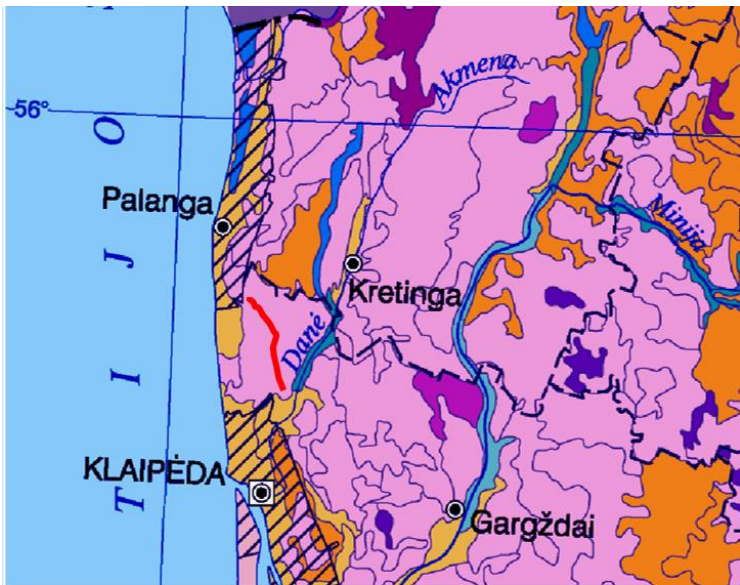 Akmena
56°
O
Palanga
Minija
J
Kretinga
Danė
I
KLAIPĖDA
T
Gargždai